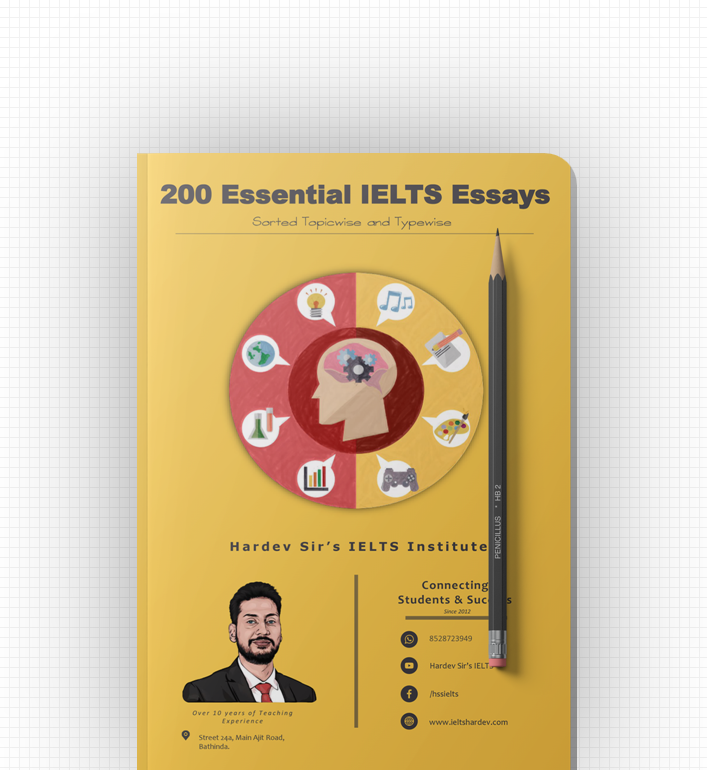 200 Essential IELTS Essays
Sorted Topicwise and Typewise
PENICILLUS * HB 2
Hardev Sir's IELTS Institute
Connecting
Students & Success
Since 2012
8528723949
Hardev Sir's IELTS
/hssielts
www.ieltshardev.com
Over 10 years of Teaching
Experience
Street 24a, Main Ajit Road,
Bathinda.